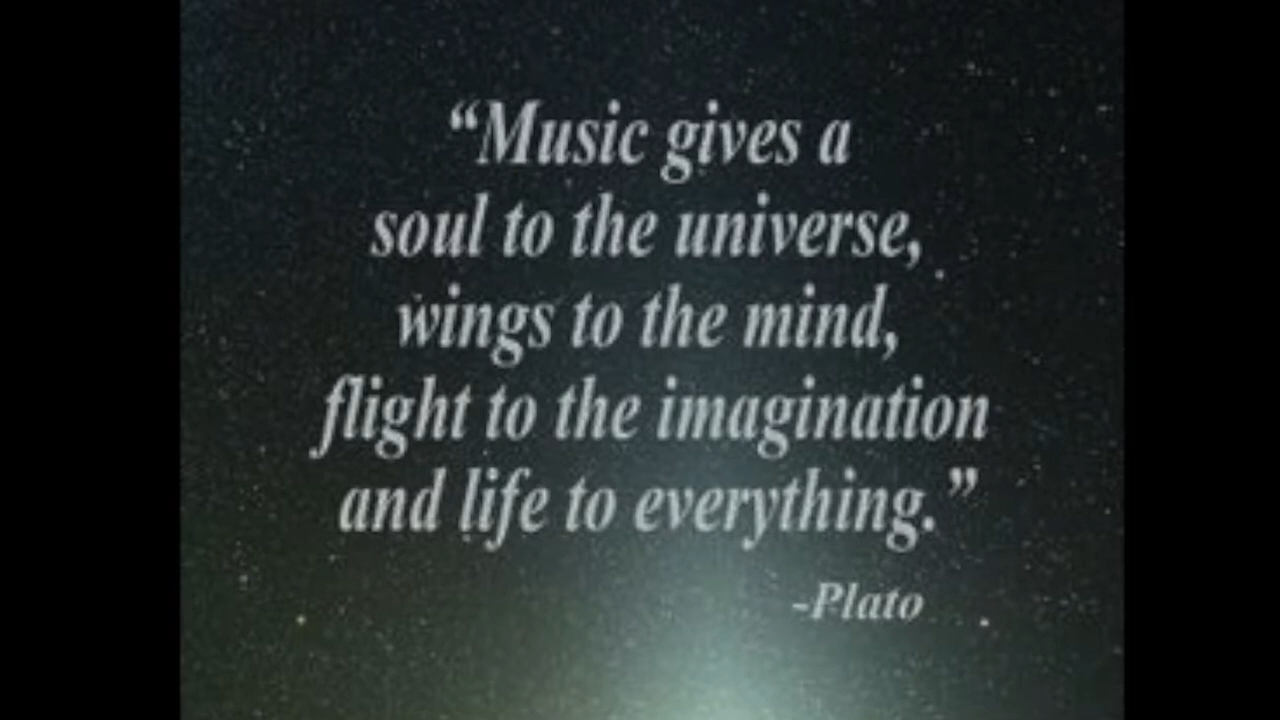 “Music gives a
soul to the universe,
wings to the mind,
flight to the imagination
and life to everything.”
-Plato